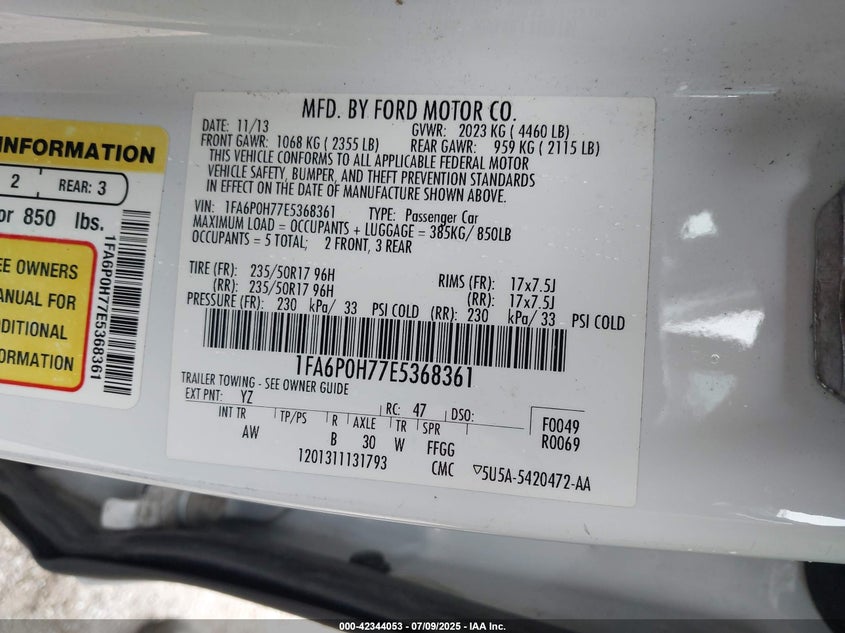 INFORMATION
2
REAR: 3
or 850 lbs.
EE OWNERS
ANUAL FOR
DDITIONAL
FORMATION
1FA6P0H77E5368361
MFD. BY FORD MOTOR CO.
DATE: 11/13 GVWR: 2023 KG ( 4460 LB)
FRONT GAWR: 1068 KG ( 2355 LB) REAR GAWR: 959 KG ( 2115 LB)
THIS VEHICLE CONFORMS TO ALL APPLICABLE FEDERAL MOTOR
VEHICLE SAFETY, BUMPER, AND THEFT PREVENTION STANDARDS
IN EFFECT ON THE DATE OF MANUFACTURE SHOWN ABOVE.
VIN: 1FA6P0H77E5368361 TYPE: Passenger Car
MAXIMUM LOAD = OCCUPANTS + LUGGAGE = 385KG/ 850LB
OCCUPANTS = 5 TOTAL; 2 FRONT, 3 REAR
TIRE (FR): 235/50R17 96H RIMS (FR): 17x7.5J
(RR): 235/50R17 96H (RR): 17x7.5J
PRESSURE (FR): 230 kPa/ 33 PSI COLD (RR): 230 kPa/ 33 PSI COLD
1FA6P0H77E5368361
TRAILER TOWING - SEE OWNER GUIDE
EXT PNT: YZ RC: 47 DSO: F0049
INT TR TP/PS R AXLE TR SPR R0069
AW B 30 W FFGG
1201311131793 CMC 5U5A-5420472-AA
000-42344053 / 07/09/2025 - IAA Inc.